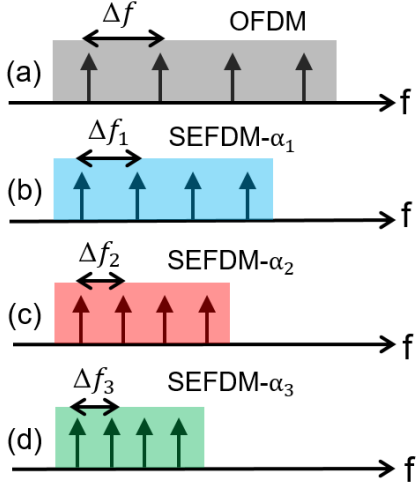 Δf OFDM
(a)
f
Δf₁ SEFDM-α₁
(b)
f
Δf₂ SEFDM-α₂
(c)
f
Δf₃ SEFDM-α₃
(d)
f